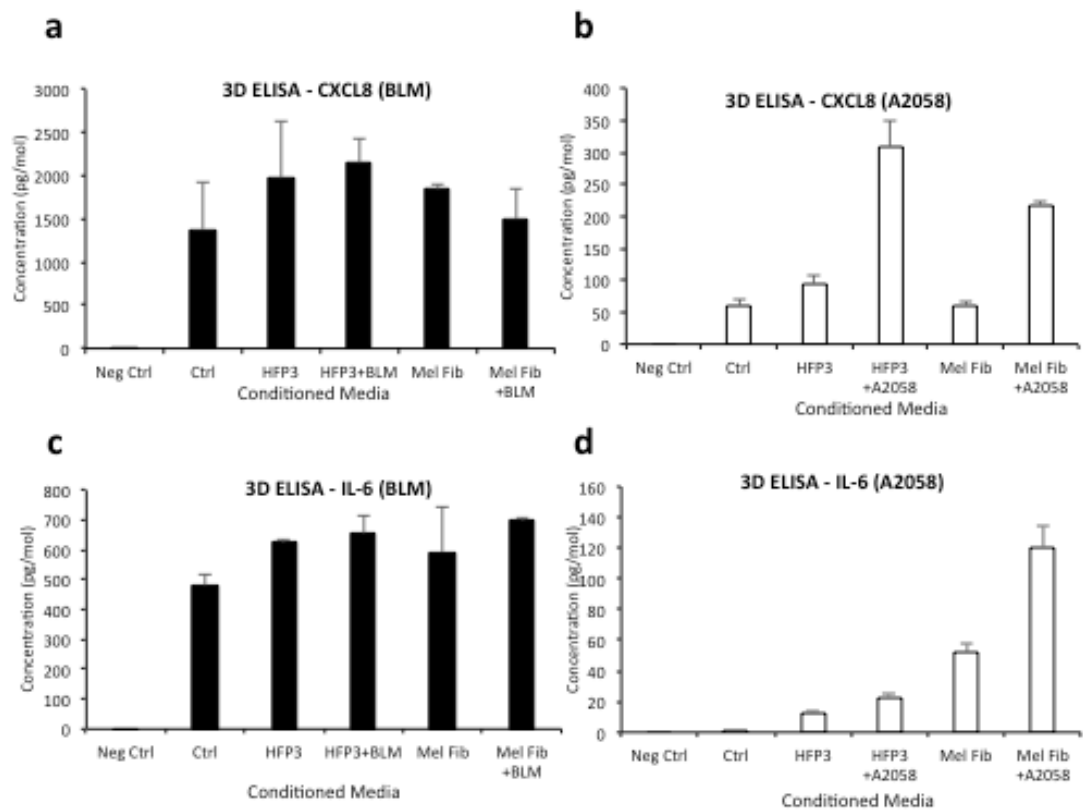 a
3D ELISA - CXCL8 (BLM)
Concentration (pg/mol)
3000
2500
2000
1500
1000
500
0
Neg Ctrl Ctrl HFP3 HFP3+BLM Mel Fib Mel Fib
+BLM
Conditioned Media
b
3D ELISA - CXCL8 (A2058)
Concentration (pg/mol)
400
350
300
250
200
150
100
50
0
Neg Ctrl Ctrl HFP3 HFP3 Mel Fib Mel Fib
+A2058 +A2058
Conditioned Media
c
3D ELISA - IL-6 (BLM)
Concentration (pg/mol)
800
700
600
500
400
300
200
100
0
Neg Ctrl Ctrl HFP3 HFP3+BLM Mel Fib Mel Fib
+BLM
Conditioned Media
d
3D ELISA - IL-6 (A2058)
Concentration (pg/mol)
160
140
120
100
80
60
40
20
0
Neg Ctrl Ctrl HFP3 HFP3 Mel Fib Mel Fib
+A2058 +A2058
Conditioned Media